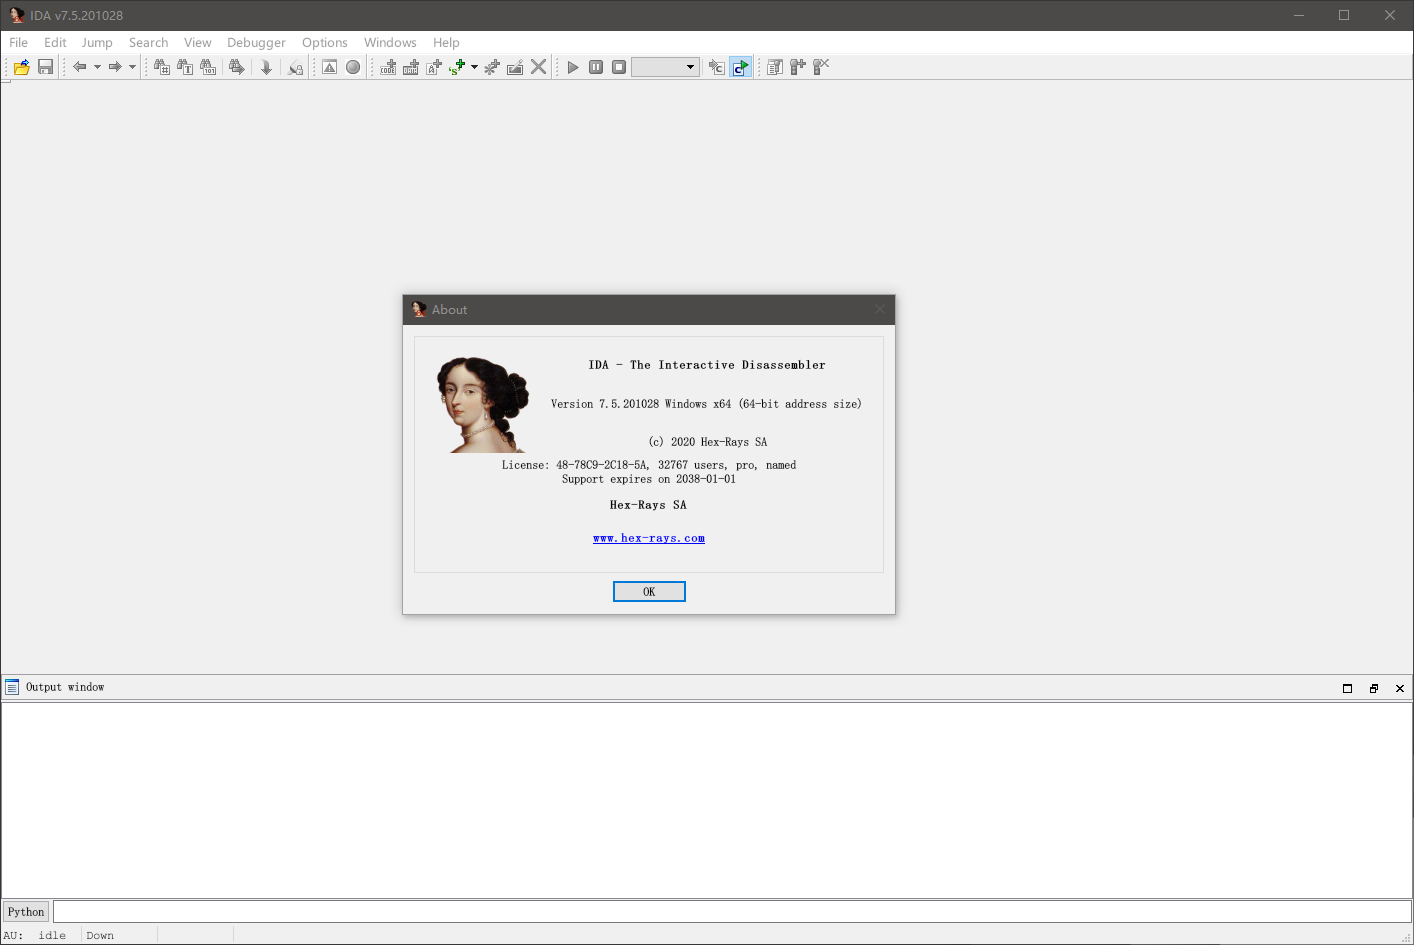 IDA v7.5.201028
File Edit Jump Search View Debugger Options Windows Help
About
IDA - The Interactive Disassembler
Version 7.5.201028 Windows x64 (64-bit address size)
(c) 2020 Hex-Rays SA
License: 48-78C9-2C18-5A, 32767 users, pro, named
Support expires on 2038-01-01
Hex-Rays SA
www.hex-rays.com
OK
Output window
Python
AU: idle Down